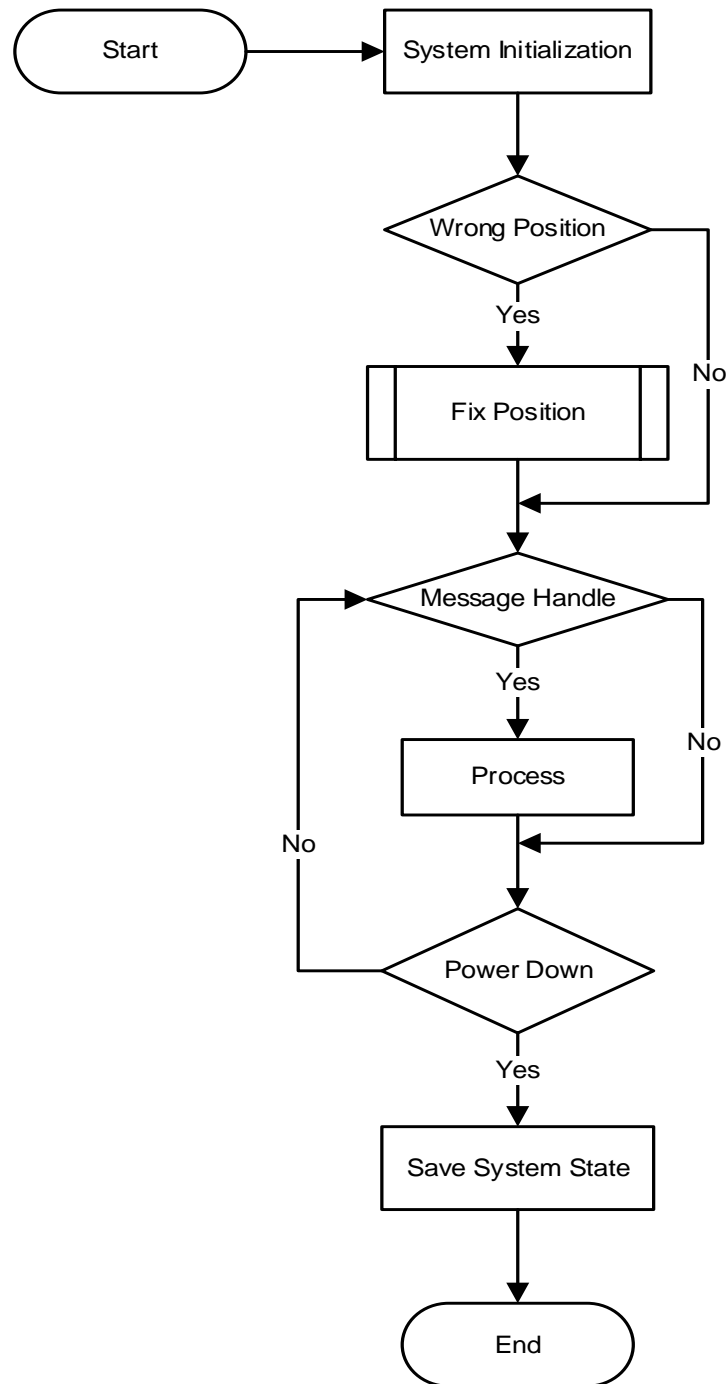 Start
System Initialization
Wrong Position
Yes
No
Fix Position
Message Handle
Yes
No
Process
No
Power Down
Yes
Save System State
End